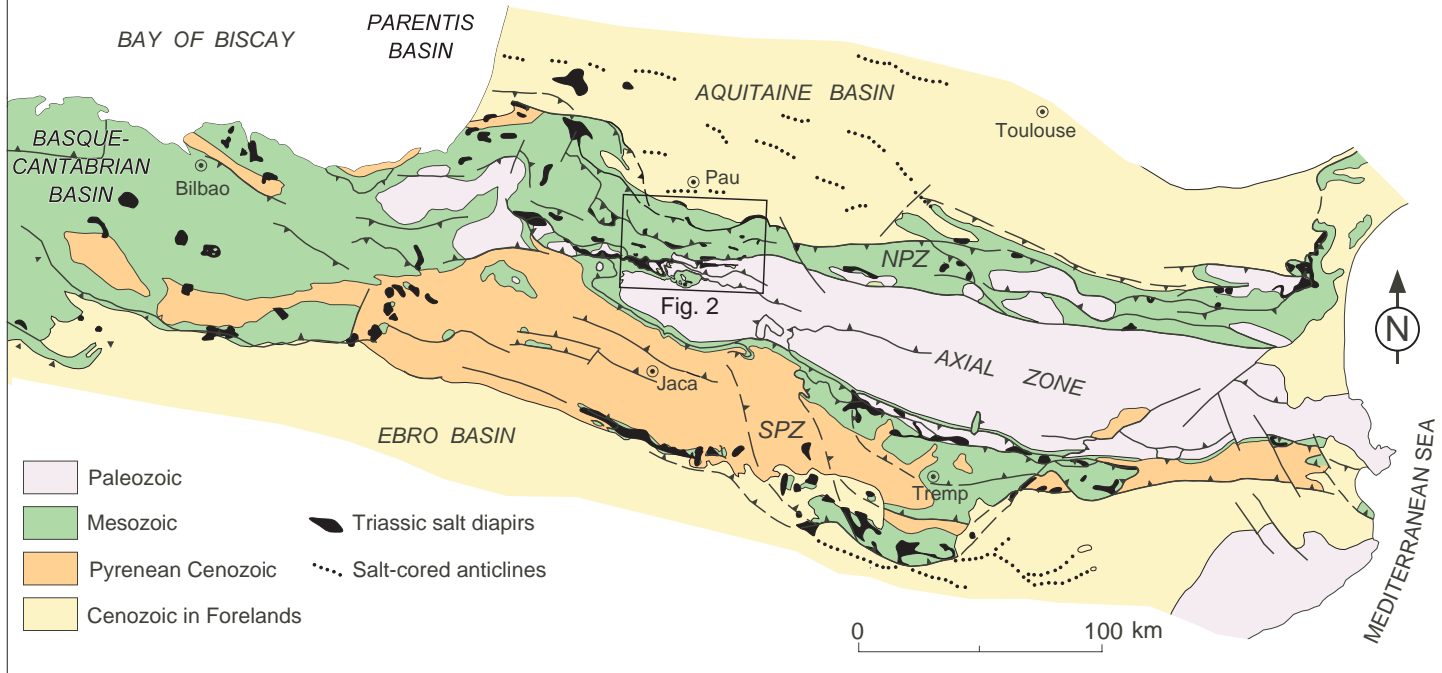 BAY OF BISCAY
PARENTIS
BASIN
AQUITAINE BASIN
Toulouse
BASQUE-
CANTABRIAN
BASIN
Bilbao
Pau
NPZ
Fig. 2
N
AXIAL ZONE
Jaca
SPZ
EBRO BASIN
Tremp
MEDITERRANEAN SEA
Paleozoic
Mesozoic
Pyrenean Cenozoic
Cenozoic in Forelands
Triassic salt diapirs
Salt-cored anticlines
0 100 km